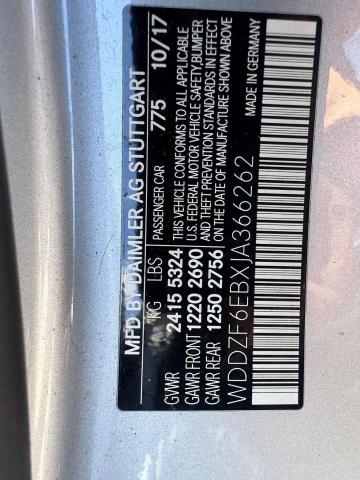 MFD BY DAIMLER AG STUTTGART
KG LBS PASSENGER CAR 775 10/17
GVWR 2415 5324 THIS VEHICLE CONFORMS TO ALL APPLICABLE
GAWR FRONT 1220 2690 U.S. FEDERAL MOTOR VEHICLE SAFETY, BUMPER
GAWR REAR 1250 2756 AND THEFT PREVENTION STANDARDS IN EFFECT
ON THE DATE OF MANUFACTURE SHOWN ABOVE
WDDZF6EBXJA366262 MADE IN GERMANY